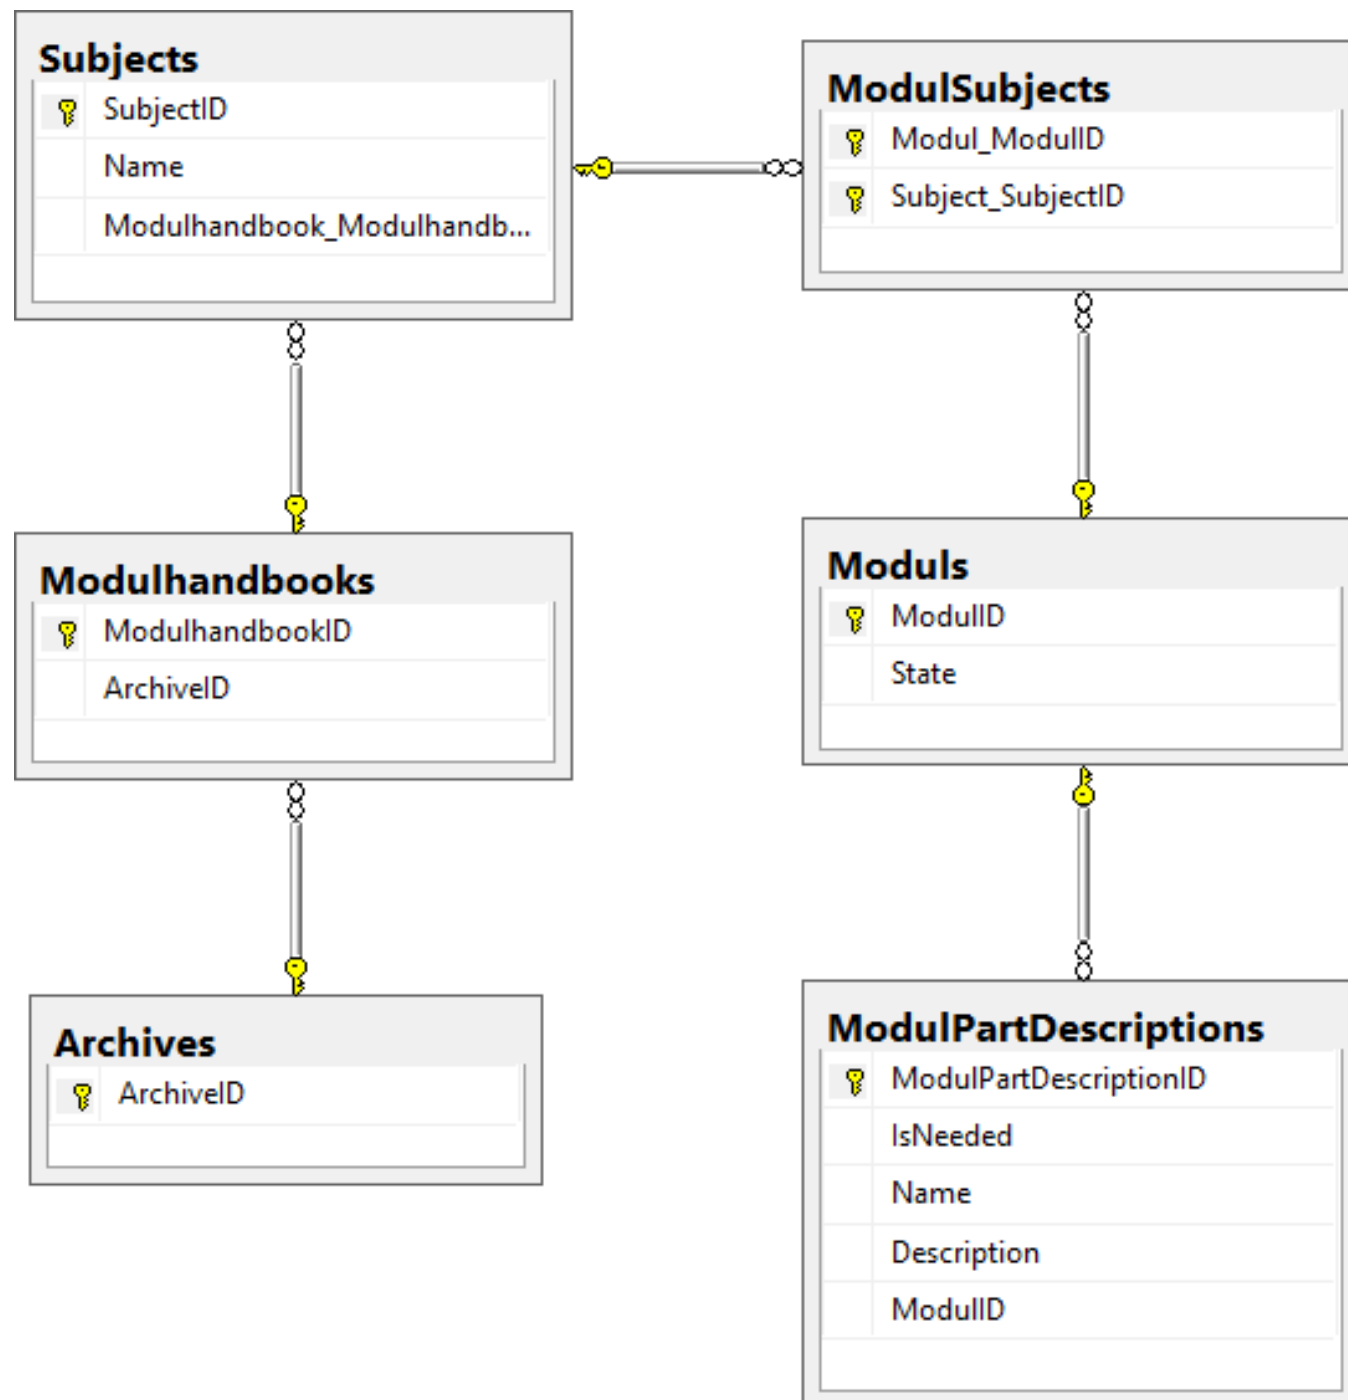 Subjects
SubjectID
Name
Modulhandbook_Modulhandb...
ModulSubjects
Modul_ModulID
Subject_SubjectID
Modulhandbooks
ModulhandbookID
ArchiveID
Moduls
ModulID
State
Archives
ArchiveID
ModulPartDescriptions
ModulPartDescriptionID
IsNeeded
Name
Description
ModulID